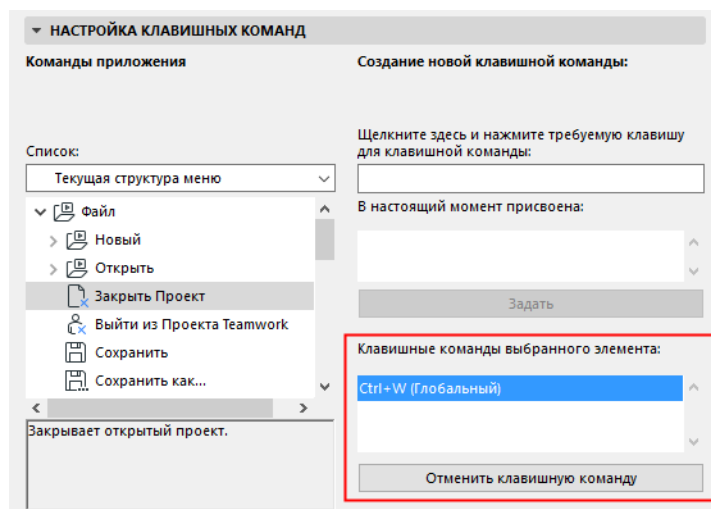 НАСТРОЙКА КЛАВИШНЫХ КОМАНД
Команды приложения
Список:
Текущая структура меню
Файл
Новый
Открыть
Закрыть Проект
Выйти из Проекта Teamwork
Сохранить
Сохранить как...
Закрывает открытый проект.
Создание новой клавишной команды:
Щелкните здесь и нажмите требуемую клавишу
для клавишной команды:
В настоящий момент присвоена:
Задать
Клавишные команды выбранного элемента:
Ctrl+W (Глобальный)
Отменить клавишную команду